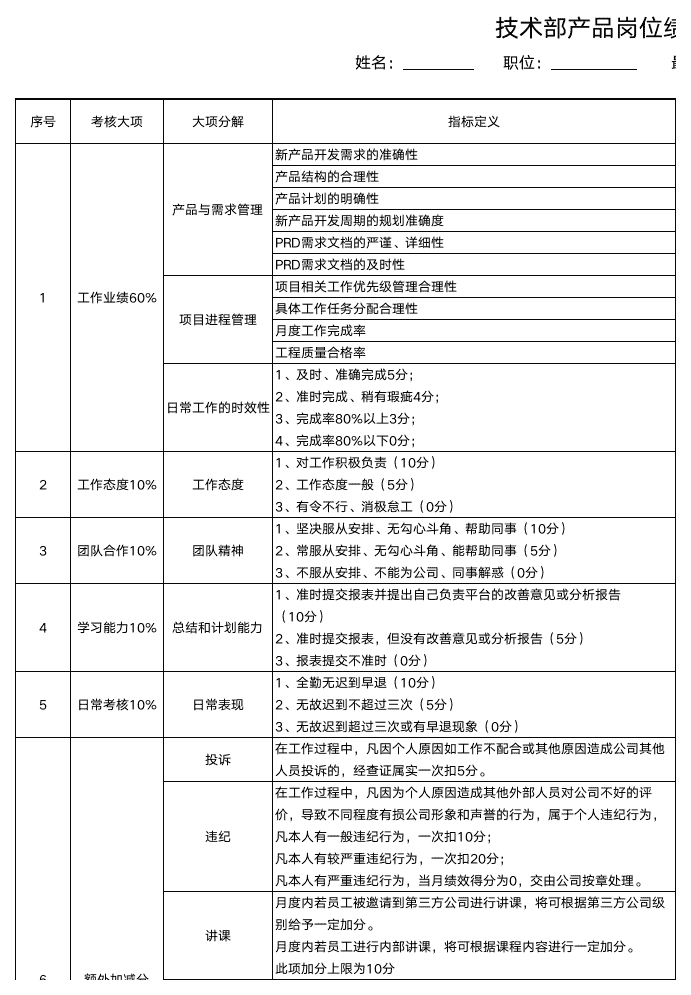 技术部产品岗位绩
姓名：
职位：
序号 考核大项 大项分解 指标定义
1 工作业绩60%
产品与需求管理
新产品开发需求的准确性
产品结构的合理性
产品计划的明确性
新产品开发周期的规划准确度
PRD需求文档的严谨、详细性
PRD需求文档的及时性
项目进程管理
项目相关工作优先级管理合理性
具体工作任务分配合理性
月度工作完成率
工程质量合格率
日常工作的时效性
1、及时、准确完成5分；
2、准时完成、稍有瑕疵4分；
3、完成率80%以上3分；
4、完成率80%以下0分；
2 工作态度10% 工作态度
1、对工作积极负责（10分）
2、工作态度一般（5分）
3、有令不行、消极怠工（0分）
3 团队合作10% 团队精神
1、坚决服从安排、无勾心斗角、帮助同事（10分）
2、常服从安排、无勾心斗角、能帮助同事（5分）
3、不服从安排、不能为公司、同事解惑（0分）
4 学习能力10% 总结和计划能力
1、准时提交报表并提出自己负责平台的改善意见或分析报告
（10分）
2、准时提交报表，但没有改善意见或分析报告（5分）
3、报表提交不准时（0分）
5 日常考核10% 日常表现
1、全勤无迟到早退（10分）
2、无故迟到不超过三次（5分）
3、无故迟到超过三次或有早退现象（0分）
6 额外加减分
投诉
在工作过程中，凡因个人原因如工作不配合或其他原因造成公司其他
人员投诉的，经查证属实一次扣5分。
违纪
在工作过程中，凡因为个人原因造成其他外部人员对公司不好的评
价，导致不同程度有损公司形象和声誉的行为，属于个人违纪行为，
凡本人有一般违纪行为，一次扣10分；
凡本人有较严重违纪行为，一次扣20分；
凡本人有严重违纪行为，当月绩效得分为0，交由公司按章处理。
讲课
月度内若员工被邀请到第三方公司进行讲课，将可根据第三方公司级
别给予一定加分。
月度内若员工进行内部讲课，将可根据课程内容进行一定加分。
此项加分上限为10分